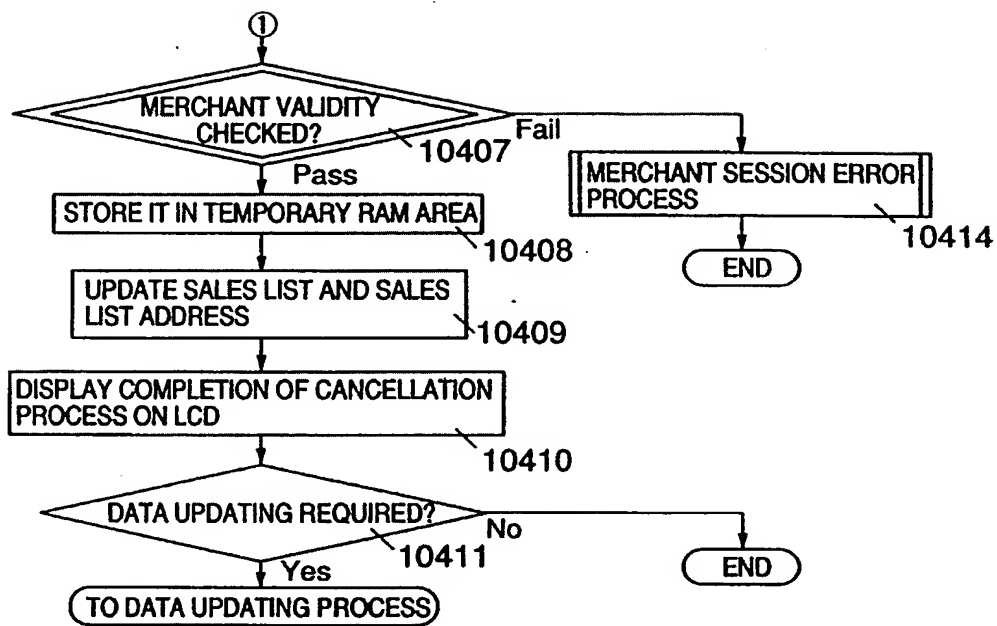 1
MERCHANT VALIDITY
CHECKED?
10407
Fail
Pass
MERCHANT SESSION ERROR
PROCESS
10414
END
STORE IT IN TEMPORARY RAM AREA
10408
UPDATE SALES LIST AND SALES
LIST ADDRESS
10409
DISPLAY COMPLETION OF CANCELLATION
PROCESS ON LCD
10410
DATA UPDATING REQUIRED?
10411
No
END
Yes
TO DATA UPDATING PROCESS